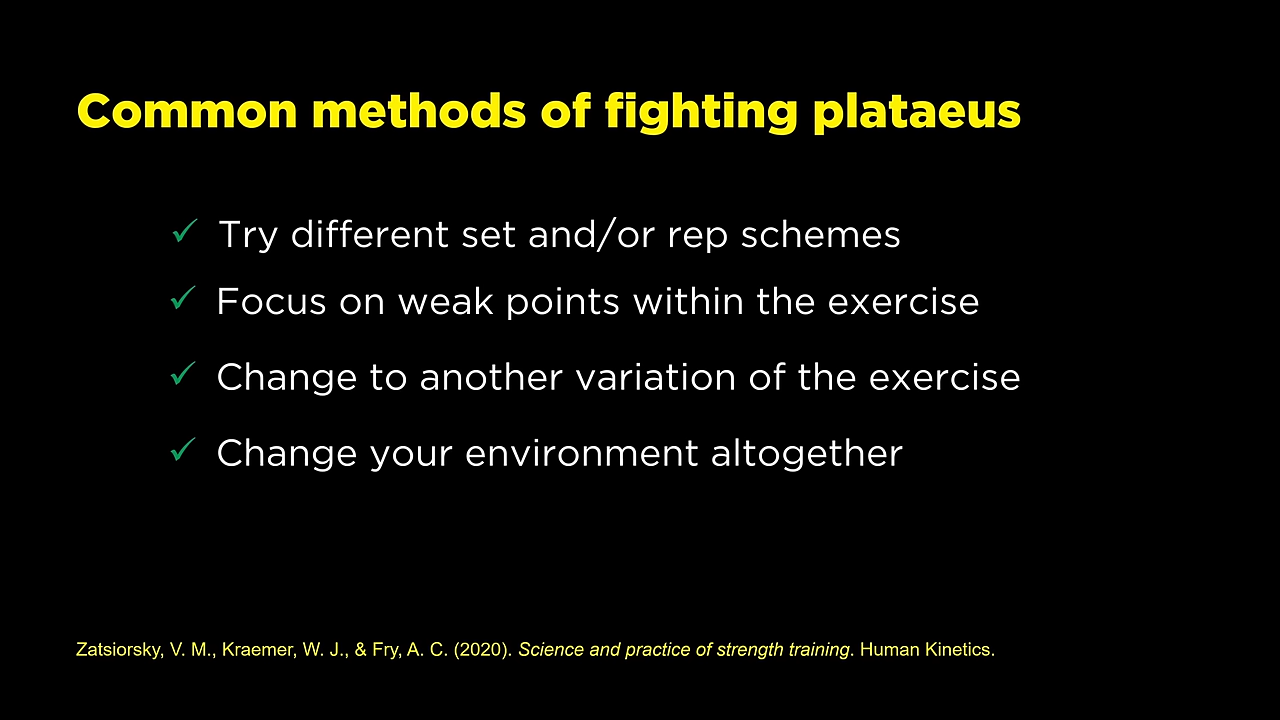 Common methods of fighting plataeus
✓ Try different set and/or rep schemes
✓ Focus on weak points within the exercise
✓ Change to another variation of the exercise
✓ Change your environment altogether
Zatsiorsky, V. M., Kraemer, W. J., & Fry, A. C. (2020). Science and practice of strength training. Human Kinetics.